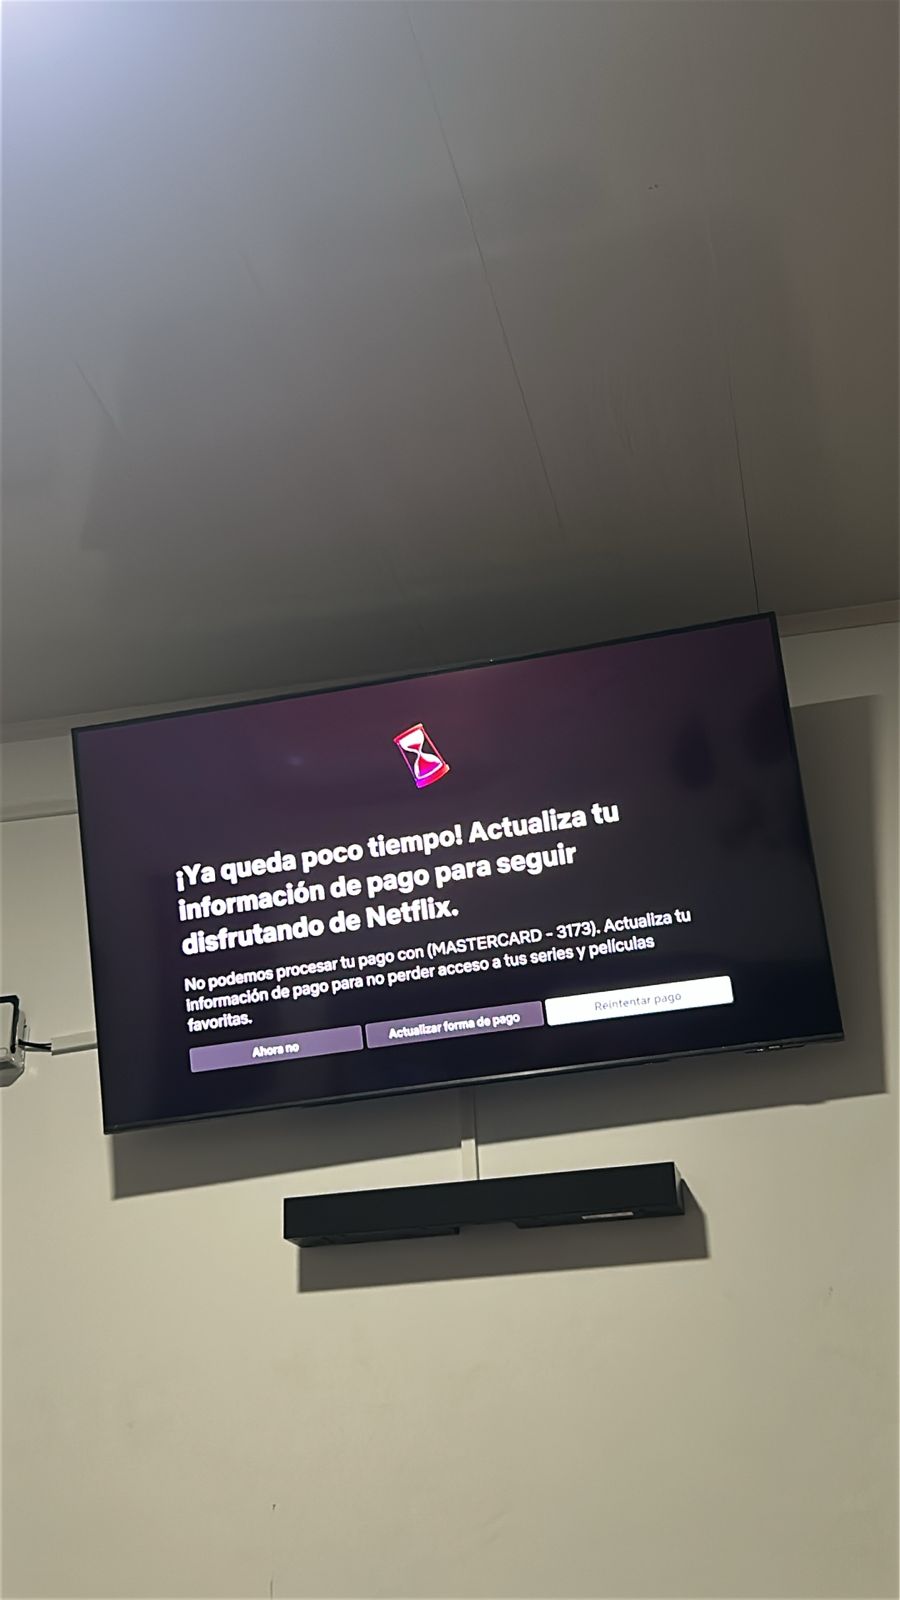 ¡Ya queda poco tiempo! Actualiza tu
información de pago para seguir
disfrutando de Netflix.
No podemos procesar tu pago con (MASTERCARD - 3173). Actualiza tu
información de pago para no perder acceso a tus series y películas
favoritas.
Ahora no
Actualizar forma de pago
Reintentar pago